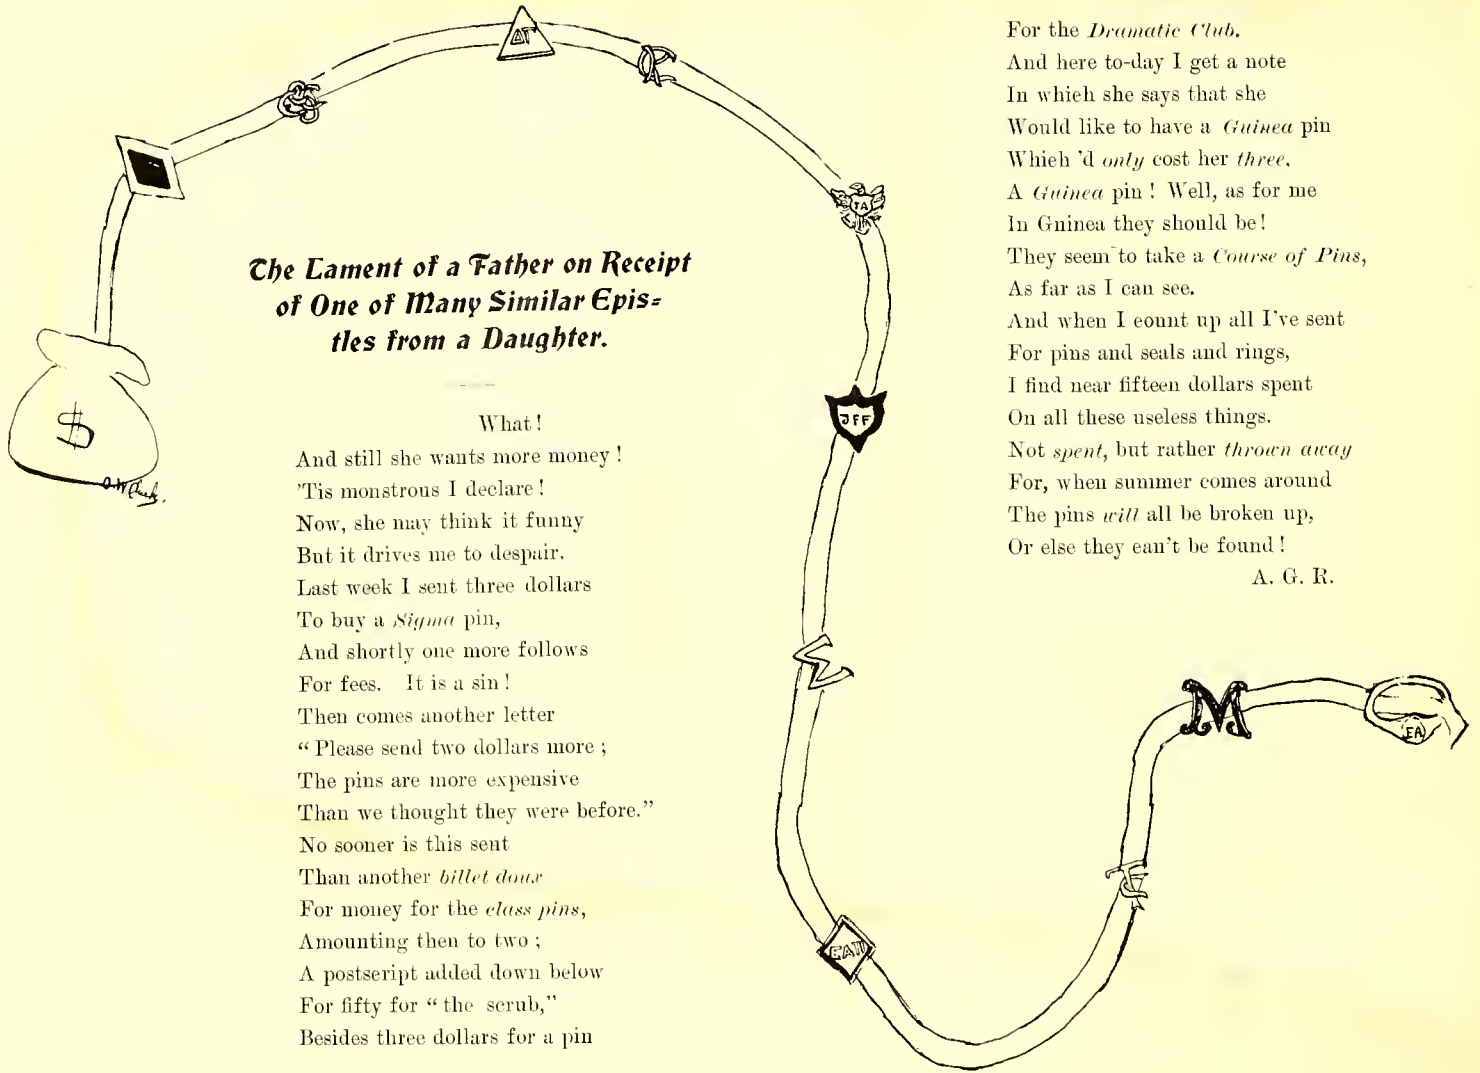 The Lament of a Father on Receipt
of One of Many Similar Epis=
tles from a Daughter.
What!
And still she wants more money!
'Tis monstrous I declare!
Now, she may think it funny
But it drives me to despair.
Last week I sent three dollars
To buy a Sigma pin,
And shortly one more follows
For fees. It is a sin!
Then comes another letter
"Please send two dollars more;
The pins are more expensive
Than we thought they were before."
No sooner is this sent
Than another billet doux
For money for the class pins,
Amounting then to two;
A postscript added down below
For fifty for "the scrub,"
Besides three dollars for a pin
For the Dramatic Club.
And here to-day I get a note
In which she says that she
Would like to have a Guinea pin
Which 'd only cost her three.
A Guinea pin! Well, as for me
In Guinea they should be!
They seem to take a Course of Pins,
As far as I can see.
And when I count up all I've sent
For pins and seals and rings,
I find near fifteen dollars spent
On all these useless things.
Not spent, but rather thrown away
For, when summer comes around
The pins will all be broken up,
Or else they can't be found!
A. G. R.
$
ΔΓ
JFF
Σ
M
EA